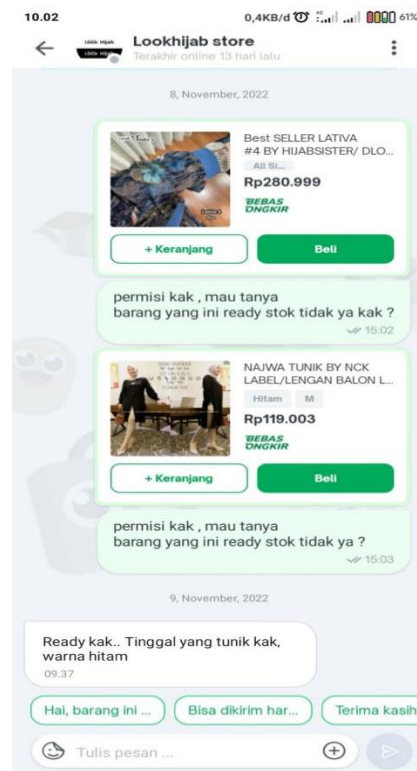 10.02
0,4KB/d
61%
Lookhijab store
Terakhir online 13 hari lalu
8, November, 2022
Best SELLER LATIVA
#4 BY HIJABSISTER/ DLO...
All Si...
Rp280.999
BEBAS
ONGKIR
+ Keranjang
Beli
permisi kak , mau tanya
barang yang ini ready stok tidak ya kak ?
15:02
NAJWA TUNIK BY NCK
LABEL/LENGAN BALON L...
Hitam
M
Rp119.003
BEBAS
ONGKIR
+ Keranjang
Beli
permisi kak , mau tanya
barang yang ini ready stok tidak ya ?
15:03
9, November, 2022
Ready kak.. Tinggal yang tunik kak,
warna hitam
09.37
Hai, barang ini ...
Bisa dikirim har...
Terima kasih
Tulis pesan ...